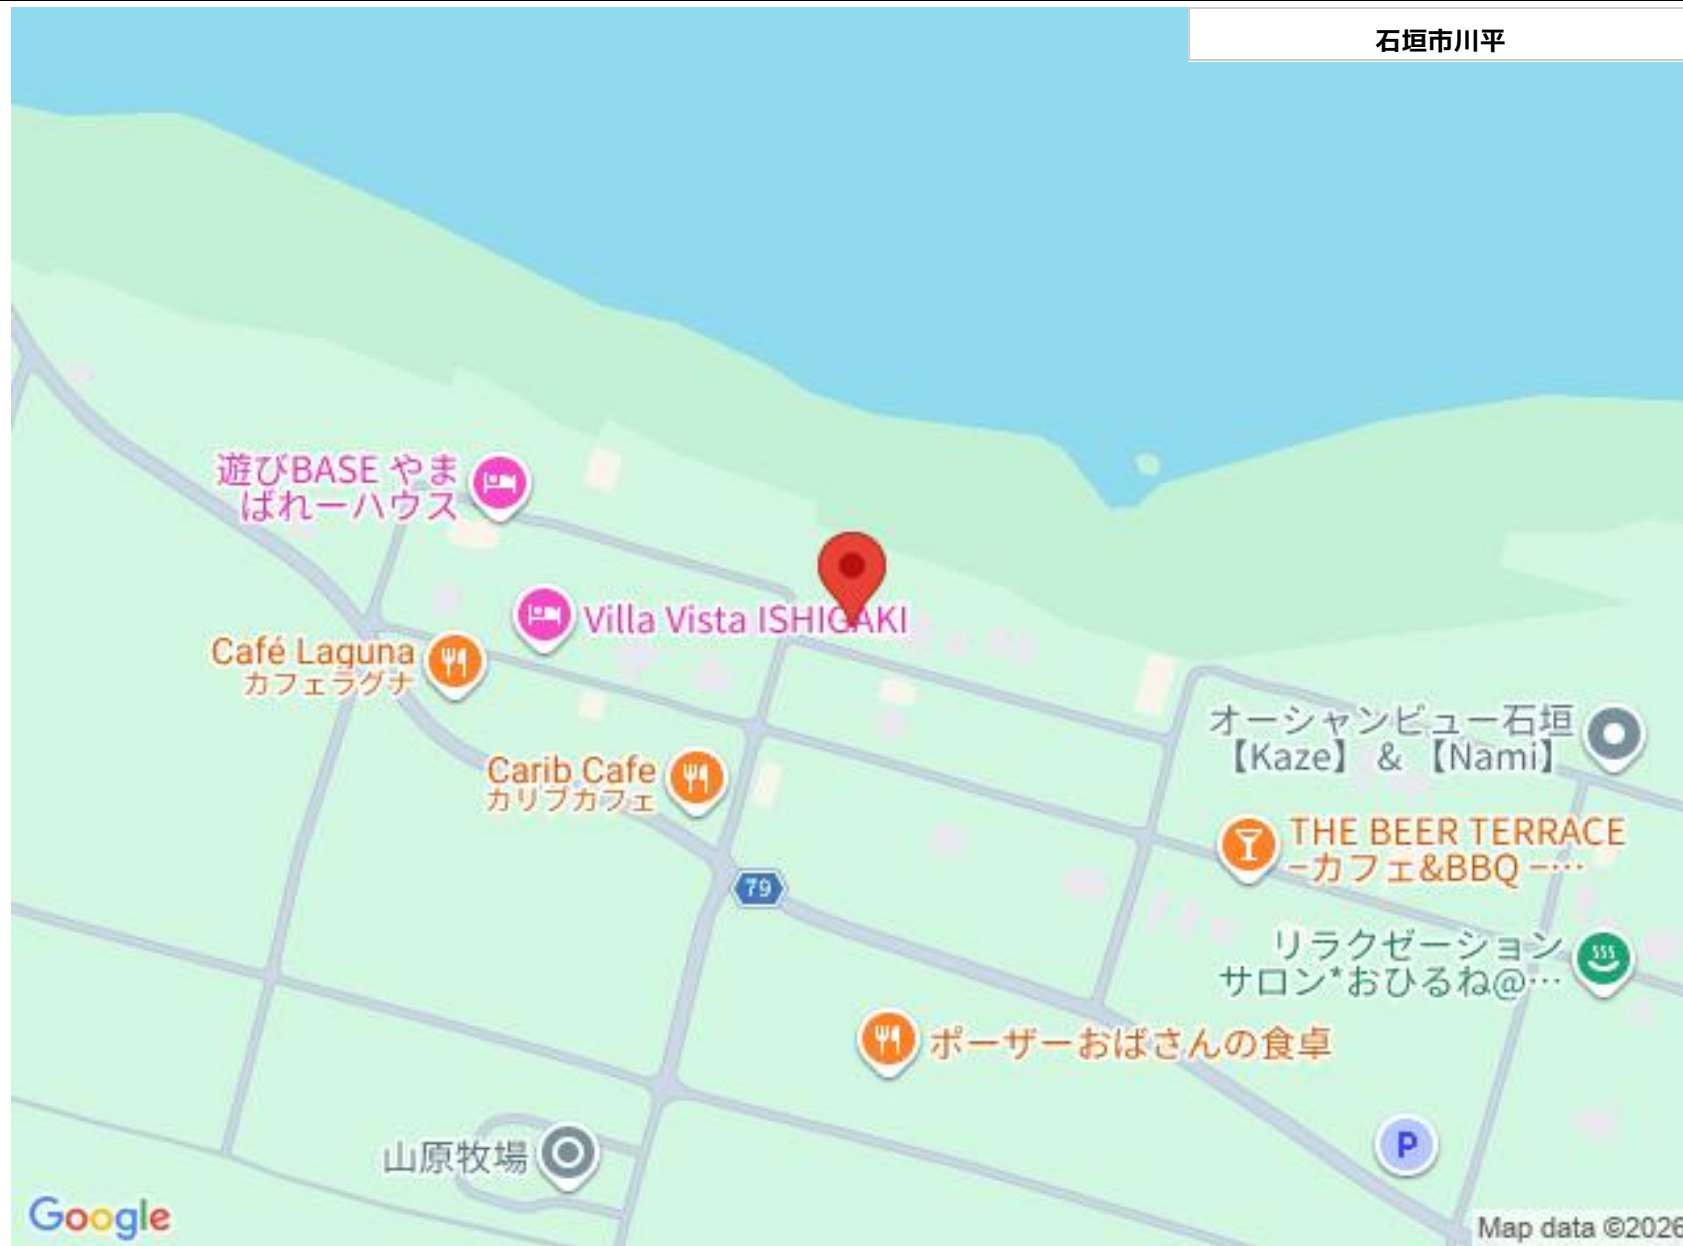 石垣市川平
遊びBASE やま
ばれーハウス
Villa Vista ISHIGAKI
Café Laguna
カフェラグナ
Carib Cafe
カリブカフェ
オーシャンビュー石垣
【Kaze】 & 【Nami】
THE BEER TERRACE
−カフェ&BBQ −…
79
リラクゼーション
サロン*おひるね@…
ポーザーおばさんの食卓
山原牧場
P
Google
Map data ©2026